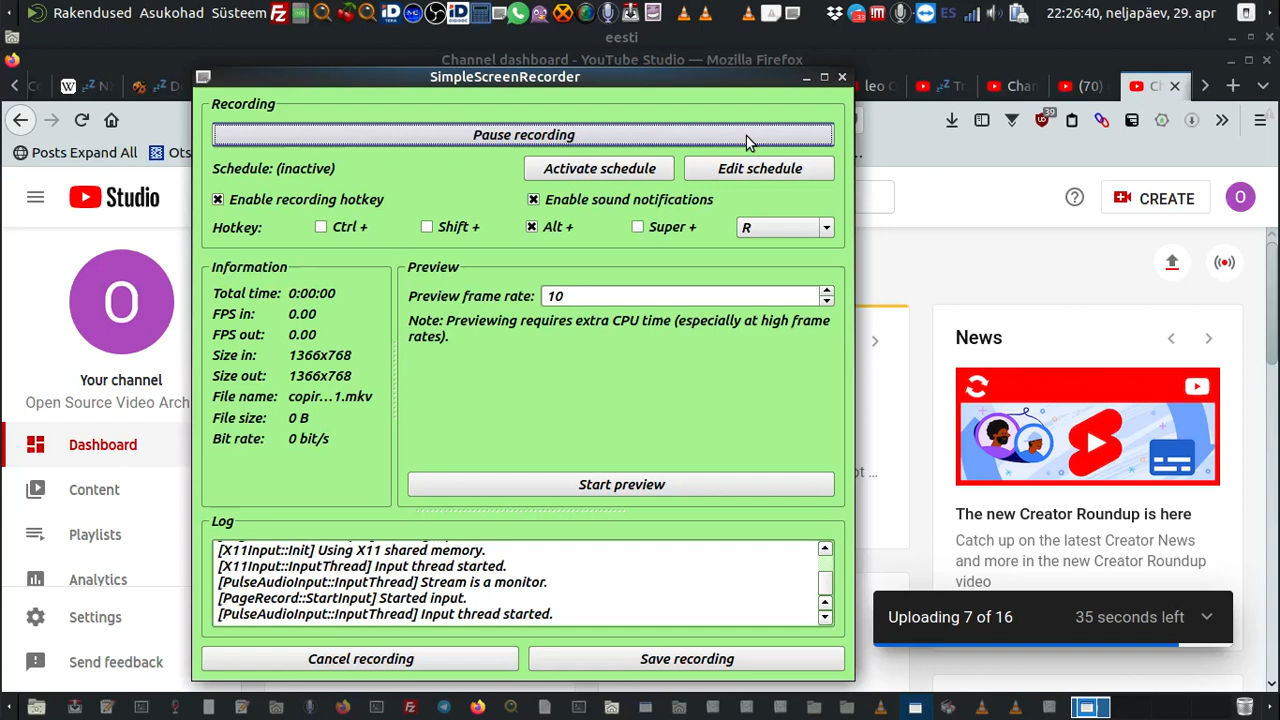 Rakendused Asukohad Süsteem
ES
22:26:40, neljapäev, 29. apr
eesti
Channel dashboard - YouTube Studio — Mozilla Firefox
SimpleScreenRecorder
leo C
Tr
Chan
(70)
Ch
39
Posts Expand All
Ots
Recording
Pause recording
Schedule: (inactive)
Activate schedule
Edit schedule
Enable recording hotkey
Enable sound notifications
Hotkey:
Ctrl +
Shift +
Alt +
Super +
R
Information
Total time: 0:00:00
FPS in: 0.00
FPS out: 0.00
Size in: 1366x768
Size out: 1366x768
File name: copir...1.mkv
File size: 0 B
Bit rate: 0 bit/s
Preview
Preview frame rate: 10
Note: Previewing requires extra CPU time (especially at high frame
rates).
Start preview
Log
[X11Input::Init] Using X11 shared memory.
[X11Input::InputThread] Input thread started.
[PulseAudioInput::InputThread] Stream is a monitor.
[PageRecord::StartInput] Started input.
[PulseAudioInput::InputThread] Input thread started.
Cancel recording
Save recording
Studio
CREATE
O
O
Your channel
Open Source Video Arch
Dashboard
Content
Playlists
Analytics
Settings
Send feedback
News
The new Creator Roundup is here
Catch up on the latest Creator News
and more in the new Creator Roundup
video
Uploading 7 of 16
35 seconds left